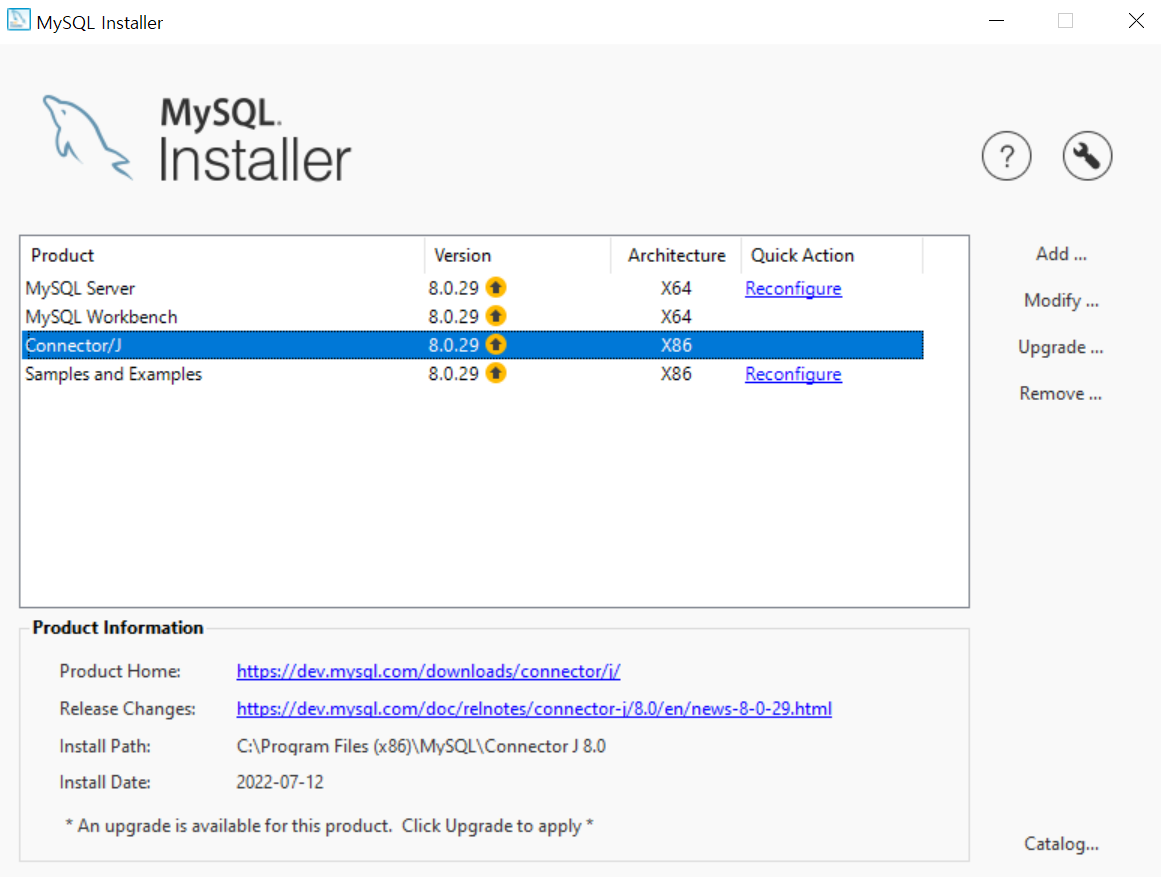 MySQL Installer
MySQL.
Installer
?
Product Version Architecture Quick Action
MySQL Server 8.0.29 X64 Reconfigure
MySQL Workbench 8.0.29 X64
Connector/J 8.0.29 X86
Samples and Examples 8.0.29 X86 Reconfigure
Add ...
Modify ...
Upgrade ...
Remove ...
Product Information
Product Home: https://dev.mysql.com/downloads/connector/j/
Release Changes: https://dev.mysql.com/doc/relnotes/connector-j/8.0/en/news-8-0-29.html
Install Path: C:\Program Files (x86)\MySQL\Connector J 8.0
Install Date: 2022-07-12
* An upgrade is available for this product.  Click Upgrade to apply *
Catalog...